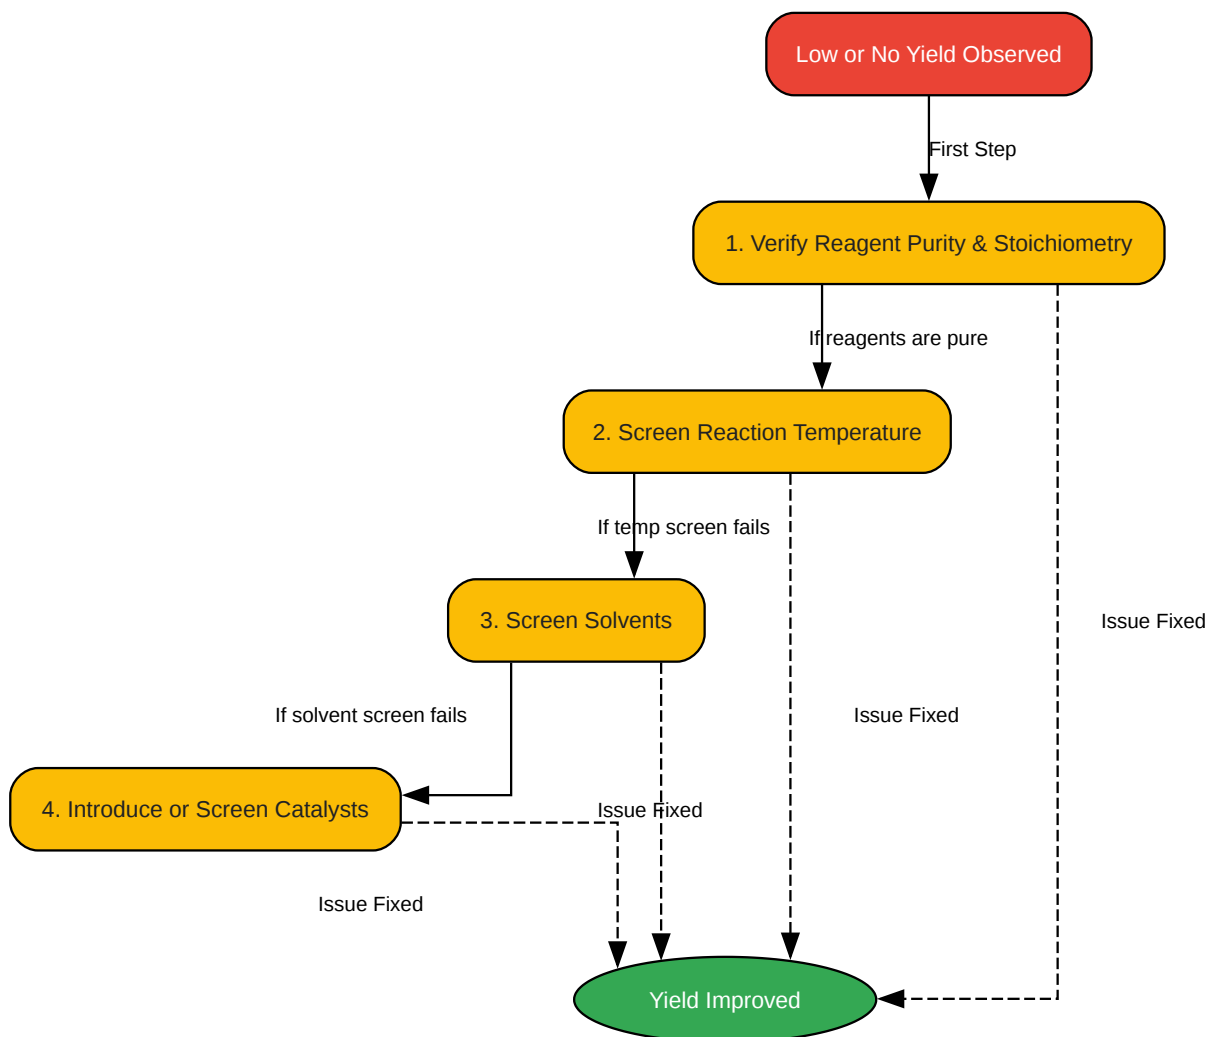 Low or No Yield Observed
First Step
1. Verify Reagent Purity & Stoichiometry
If reagents are pure
2. Screen Reaction Temperature
If temp screen fails
3. Screen Solvents
Issue Fixed
If solvent screen fails
Issue Fixed
4. Introduce or Screen Catalysts
Issue Fixed
Issue Fixed
Yield Improved